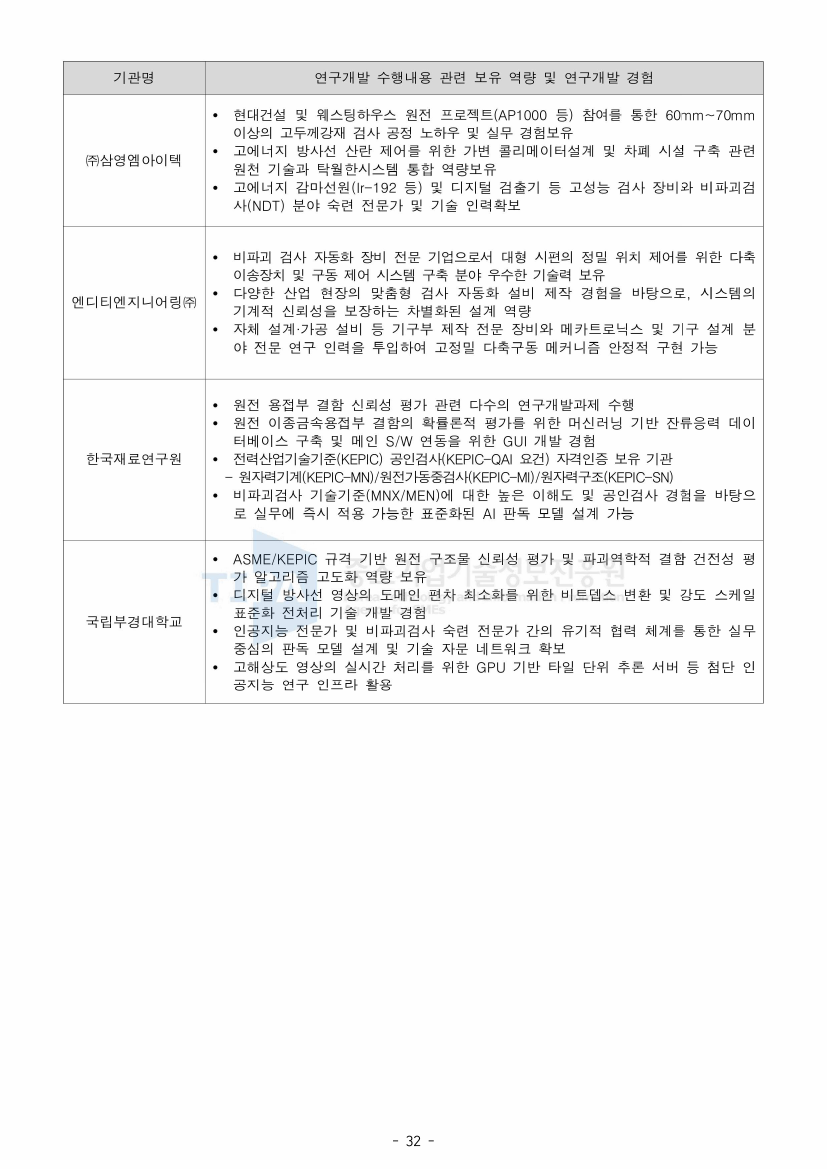 기관명
연구개발 수행내용 관련 보유 역량 및 연구개발 경험
㈜삼영엠아이텍
• 현대건설 및 웨스팅하우스 원전 프로젝트(AP1000 등) 참여를 통한 60mm~70mm
이상의 고두께강재 검사 공정 노하우 및 실무 경험보유
• 고에너지 방사선 산란 제어를 위한 가변 콜리메이터설계 및 차폐 시설 구축 관련
원천 기술과 탁월한시스템 통합 역량보유
• 고에너지 감마선원(Ir-192 등) 및 디지털 검출기 등 고성능 검사 장비와 비파괴검
사(NDT) 분야 숙련 전문가 및 기술 인력확보
엔디티엔지니어링㈜
• 비파괴 검사 자동화 장비 전문 기업으로서 대형 시편의 정밀 위치 제어를 위한 다축
이송장치 및 구동 제어 시스템 구축 분야 우수한 기술력 보유
• 다양한 산업 현장의 맞춤형 검사 자동화 설비 제작 경험을 바탕으로, 시스템의
기계적 신뢰성을 보장하는 차별화된 설계 역량
• 자체 설계·가공 설비 등 기구부 제작 전문 장비와 메카트로닉스 및 기구 설계 분
야 전문 연구 인력을 투입하여 고정밀 다축구동 메커니즘 안정적 구현 가능
한국재료연구원
• 원전 용접부 결함 신뢰성 평가 관련 다수의 연구개발과제 수행
• 원전 이종금속용접부 결함의 확률론적 평가를 위한 머신러닝 기반 잔류응력 데이
터베이스 구축 및 메인 S/W 연동을 위한 GUI 개발 경험
• 전력산업기술기준(KEPIC) 공인검사(KEPIC-QAI 요건) 자격인증 보유 기관
- 원자력기계(KEPIC-MN)/원전가동중검사(KEPIC-MI)/원자력구조(KEPIC-SN)
• 비파괴검사 기술기준(MNX/MEN)에 대한 높은 이해도 및 공인검사 경험을 바탕으
로 실무에 즉시 적용 가능한 표준화된 AI 판독 모델 설계 가능
국립부경대학교
• ASME/KEPIC 규격 기반 원전 구조물 신뢰성 평가 및 파괴역학적 결함 건전성 평
가 알고리즘 고도화 역량 보유
• 디지털 방사선 영상의 도메인 편차 최소화를 위한 비트뎁스 변환 및 강도 스케일
표준화 전처리 기술 개발 경험
• 인공지능 전문가 및 비파괴검사 숙련 전문가 간의 유기적 협력 체계를 통한 실무
중심의 판독 모델 설계 및 기술 자문 네트워크 확보
• 고해상도 영상의 실시간 처리를 위한 GPU 기반 타일 단위 추론 서버 등 첨단 인
공지능 연구 인프라 활용
중소기업기술정보진흥원
- 32 -